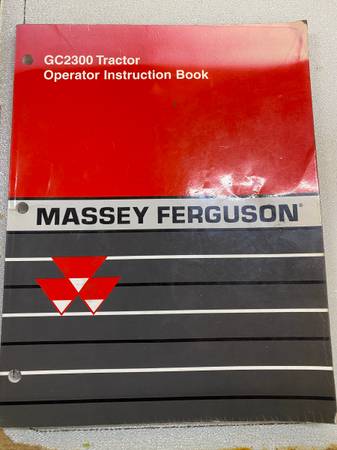 GC2300 Tractor
Operator Instruction Book
MASSEY FERGUSON®